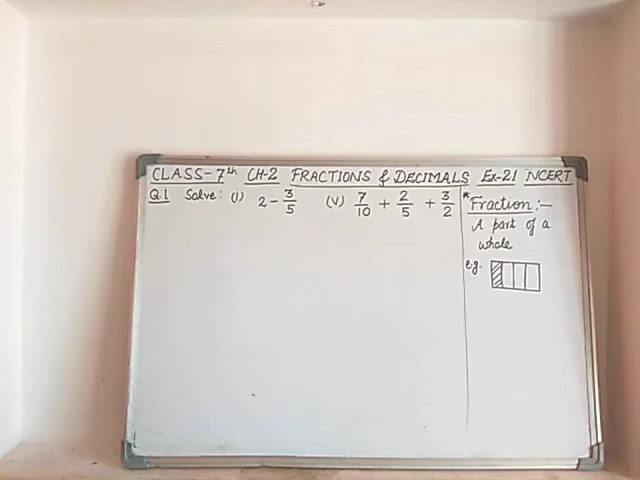 CLASS-7th CH-2 FRACTIONS & DECIMALS Ex-2.1 NCERT
Q.1 Solve: (i) 2 - 3/5 (v) 7/10 + 2/5 + 3/2
* Fraction :-
A part of a
whole
e.g.